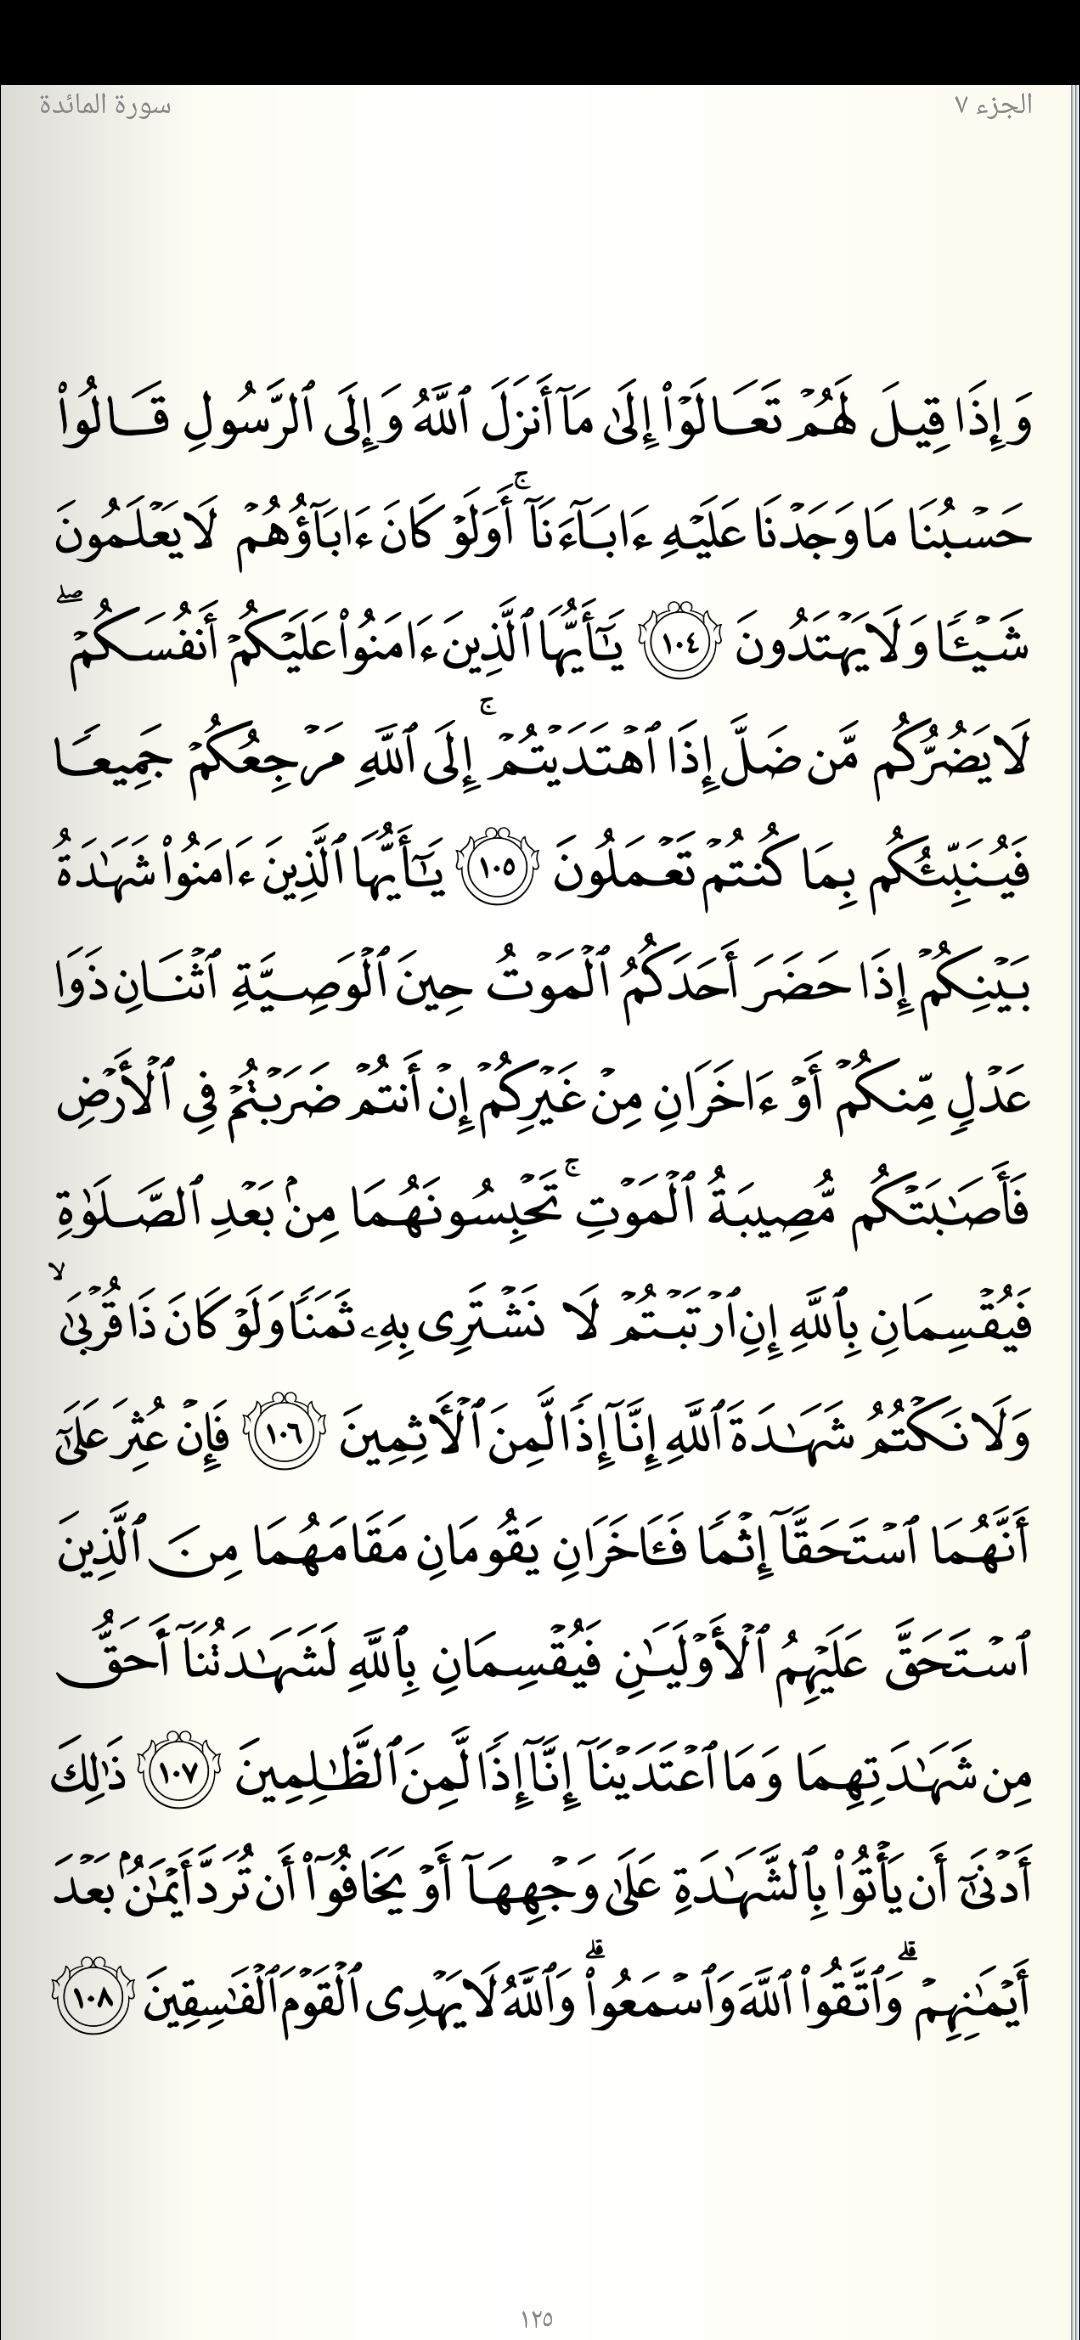 الجزء ٧
سورة المائدة
وَإِذَا قِيلَ لَهُمۡ تَعَالَوۡاْ إِلَىٰ مَآ أَنزَلَ ٱللَّهُ وَإِلَى ٱلرَّسُولِ قَالُواْ
حَسۡبُنَا مَا وَجَدۡنَا عَلَيۡهِ ءَابَآءَنَآۚ أَوَلَوۡ كَانَ ءَابَآؤُهُمۡ لَا يَعۡلَمُونَ
شَيۡـٔٗا وَلَا يَهۡتَدُونَ ١٠٤ يَـٰٓأَيُّهَا ٱلَّذِينَ ءَامَنُواْ عَلَيۡكُمۡ أَنفُسَكُمۡۖ
لَا يَضُرُّكُم مَّن ضَلَّ إِذَا ٱهۡتَدَيۡتُمۡۚ إِلَى ٱللَّهِ مَرۡجِعُكُمۡ جَمِيعٗا
فَيُنَبِّئُكُم بِمَا كُنتُمۡ تَعۡمَلُونَ ١٠٥ يَـٰٓأَيُّهَا ٱلَّذِينَ ءَامَنُواْ شَهَٰدَةُ
بَيۡنِكُمۡ إِذَا حَضَرَ أَحَدَكُمُ ٱلۡمَوۡتُ حِينَ ٱلۡوَصِيَّةِ ٱثۡنَانِ ذَوَا
عَدۡلٖ مِّنكُمۡ أَوۡ ءَاخَرَانِ مِنۡ غَيۡرِكُمۡ إِنۡ أَنتُمۡ ضَرَبۡتُمۡ فِي ٱلۡأَرۡضِ
فَأَصَٰبَتۡكُم مُّصِيبَةُ ٱلۡمَوۡتِۚ تَحۡبِسُونَهُمَا مِنۢ بَعۡدِ ٱلصَّلَوٰةِ
فَيُقۡسِمَانِ بِٱللَّهِ إِنِ ٱرۡتَبۡتُمۡ لَا نَشۡتَرِي بِهِۦ ثَمَنٗا وَلَوۡ كَانَ ذَا قُرۡبَىٰ ۙ
وَلَا نَكۡتُمُ شَهَٰدَةَ ٱللَّهِ إِنَّآ إِذٗا لَّمِنَ ٱلۡأٓثِمِينَ ١٠٦ فَإِنۡ عُثِرَ عَلَىٰٓ
أَنَّهُمَا ٱسۡتَحَقَّآ إِثۡمٗا فَـَٔاخَرَانِ يَقُومَانِ مَقَامَهُمَا مِنَ ٱلَّذِينَ
ٱسۡتَحَقَّ عَلَيۡهِمُ ٱلۡأَوۡلَيَٰنِ فَيُقۡسِمَانِ بِٱللَّهِ لَشَهَٰدَتُنَآ أَحَقُّ
مِن شَهَٰدَتِهِمَا وَمَا ٱعۡتَدَيۡنَآ إِنَّآ إِذٗا لَّمِنَ ٱلظَّـٰلِمِينَ ١٠٧ ذَٰلِكَ
أَدۡنَىٰٓ أَن يَأۡتُواْ بِٱلشَّهَٰدَةِ عَلَىٰ وَجۡهِهَآ أَوۡ يَخَافُوٓاْ أَن تُرَدَّ أَيۡمَٰنُۢ بَعۡدَ
أَيۡمَٰنِهِمۡۗ وَٱتَّقُواْ ٱللَّهَ وَٱسۡمَعُواْۗ وَٱللَّهُ لَا يَهۡدِي ٱلۡقَوۡمَ ٱلۡفَٰسِقِينَ ١٠٨
١٢٥